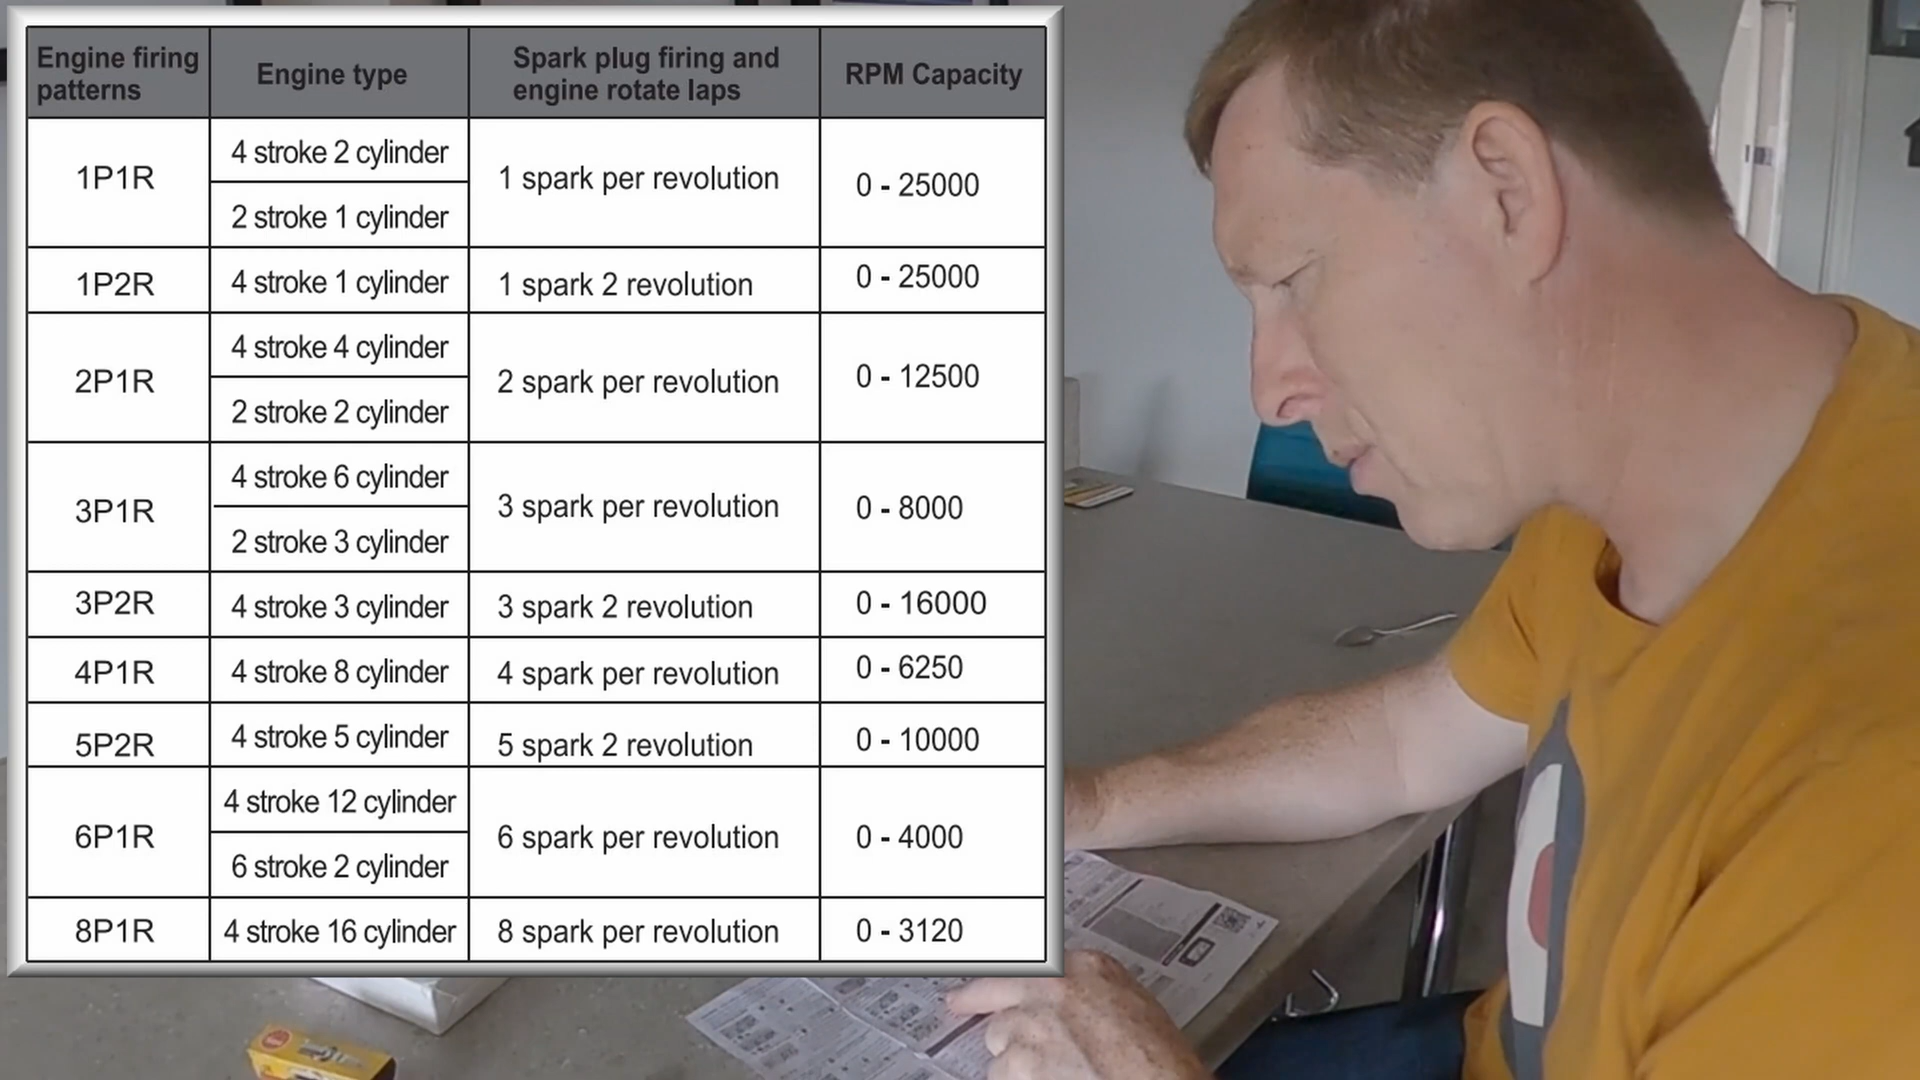 Engine firing patterns
Engine type
Spark plug firing and engine rotate laps
RPM Capacity
1P1R
4 stroke 2 cylinder
2 stroke 1 cylinder
1 spark per revolution
0 - 25000
1P2R
4 stroke 1 cylinder
1 spark 2 revolution
0 - 25000
2P1R
4 stroke 4 cylinder
2 stroke 2 cylinder
2 spark per revolution
0 - 12500
3P1R
4 stroke 6 cylinder
2 stroke 3 cylinder
3 spark per revolution
0 - 8000
3P2R
4 stroke 3 cylinder
3 spark 2 revolution
0 - 16000
4P1R
4 stroke 8 cylinder
4 spark per revolution
0 - 6250
5P2R
4 stroke 5 cylinder
5 spark 2 revolution
0 - 10000
6P1R
4 stroke 12 cylinder
6 stroke 2 cylinder
6 spark per revolution
0 - 4000
8P1R
4 stroke 16 cylinder
8 spark per revolution
0 - 3120